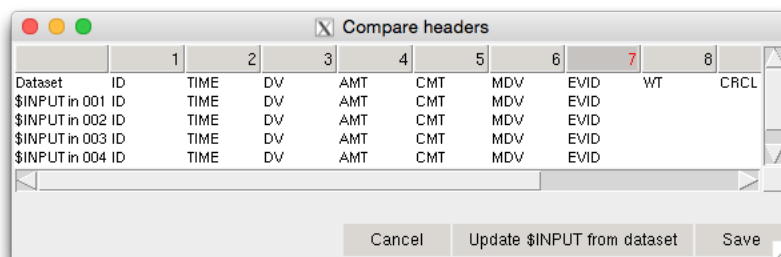 Compare headers
1 2 3 4 5 6 7 8
Dataset ID TIME DV AMT CMT MDV EVID WT CRCL
$INPUT in 001 ID TIME DV AMT CMT MDV EVID
$INPUT in 002 ID TIME DV AMT CMT MDV EVID
$INPUT in 003 ID TIME DV AMT CMT MDV EVID
$INPUT in 004 ID TIME DV AMT CMT MDV EVID
Cancel Update $INPUT from dataset Save